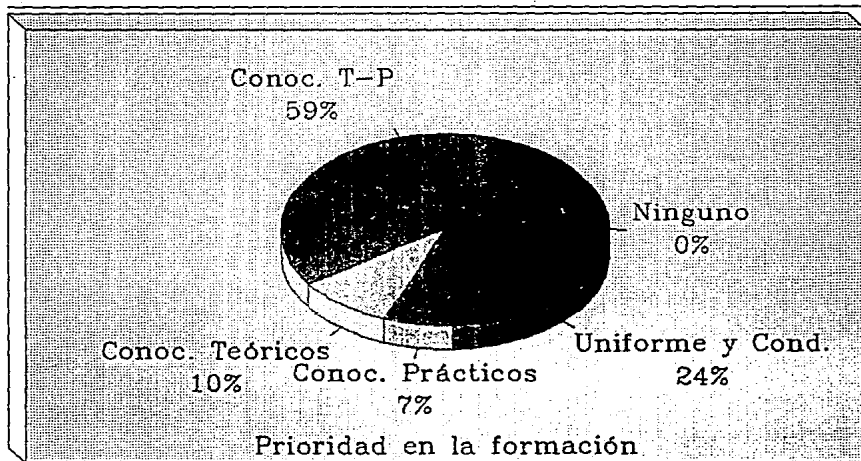 Conoc. T-P
59%
Ninguno
0%
Uniforme y Cond.
24%
Conoc. Teóricos
10%
Conoc. Prácticos
7%
Prioridad en la formación